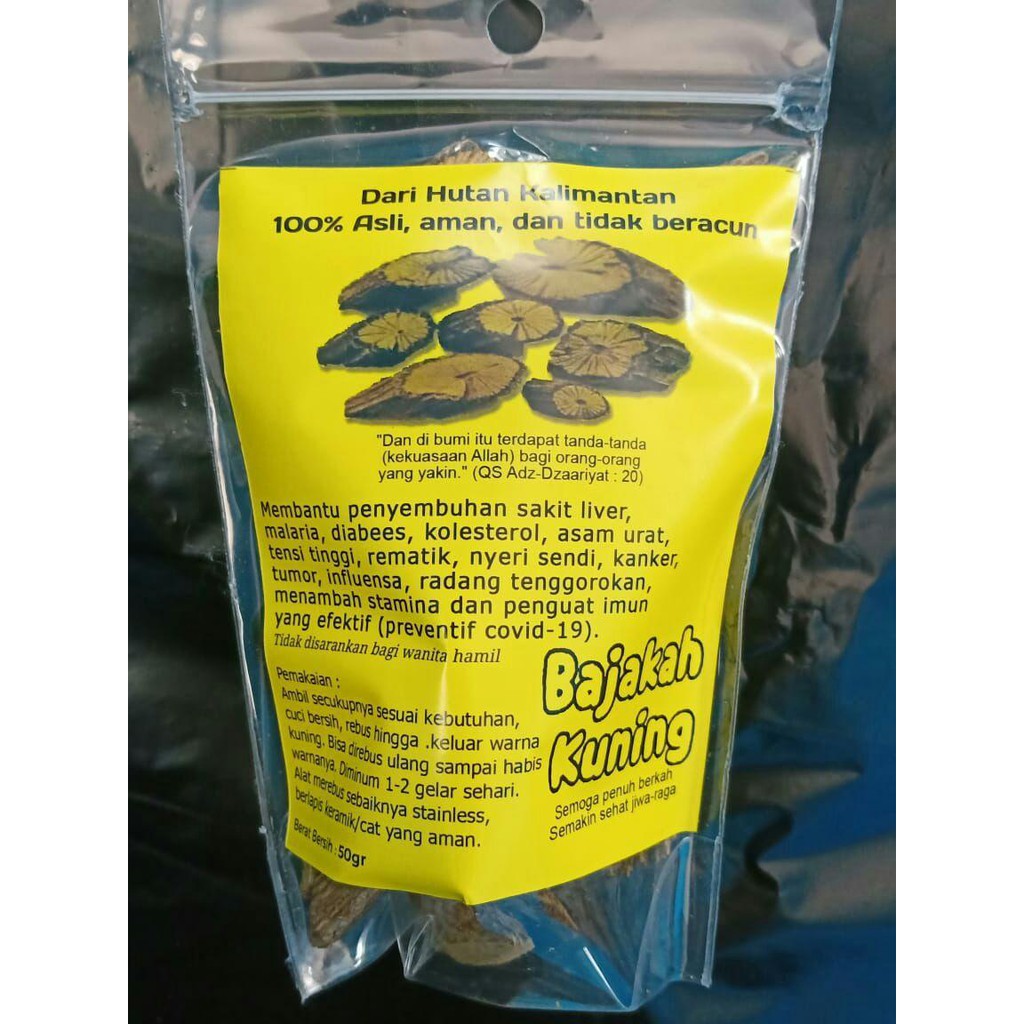 Dari Hutan Kalimantan
100% Asli, aman, dan tidak beracun
"Dan di bumi itu terdapat tanda-tanda
(kekuasaan Allah) bagi orang-orang
yang yakin." (QS Adz-Dzaariyat : 20)
Membantu penyembuhan sakit liver,
malaria, diabees, kolesterol, asam urat,
tensi tinggi, rematik, nyeri sendi, kanker,
tumor, influensa, radang tenggorokan,
menambah stamina dan penguat imun
yang efektif (preventif covid-19).
Tidak disarankan bagi wanita hamil
Pemakaian :
Ambil secukupnya sesuai kebutuhan,
cuci bersih, rebus hingga .keluar warna
kuning. Bisa direbus ulang sampai habis
warnanya. Diminum 1-2 gelar sehari.
Alat merebus sebaiknya stainless,
berlapis keramik/cat yang aman.
Berat Bersih : 50gr
Bajakah
Kuning
Semoga penuh berkah
Semakin sehat jiwa-raga